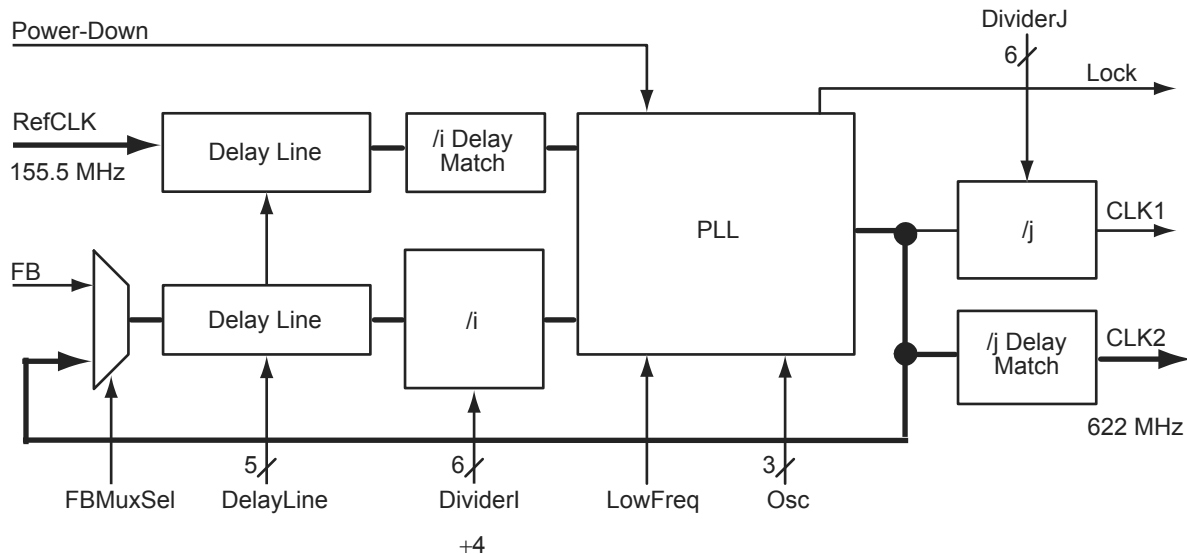 Power-Down
DividerJ
6
Lock
RefCLK
155.5 MHz
Delay Line
/i Delay
Match
PLL
/j
CLK1
FB
Delay Line
/i
/j Delay
Match
CLK2
622 MHz
5
6
3
FBMuxSel
DelayLine
DividerI
LowFreq
Osc
+4